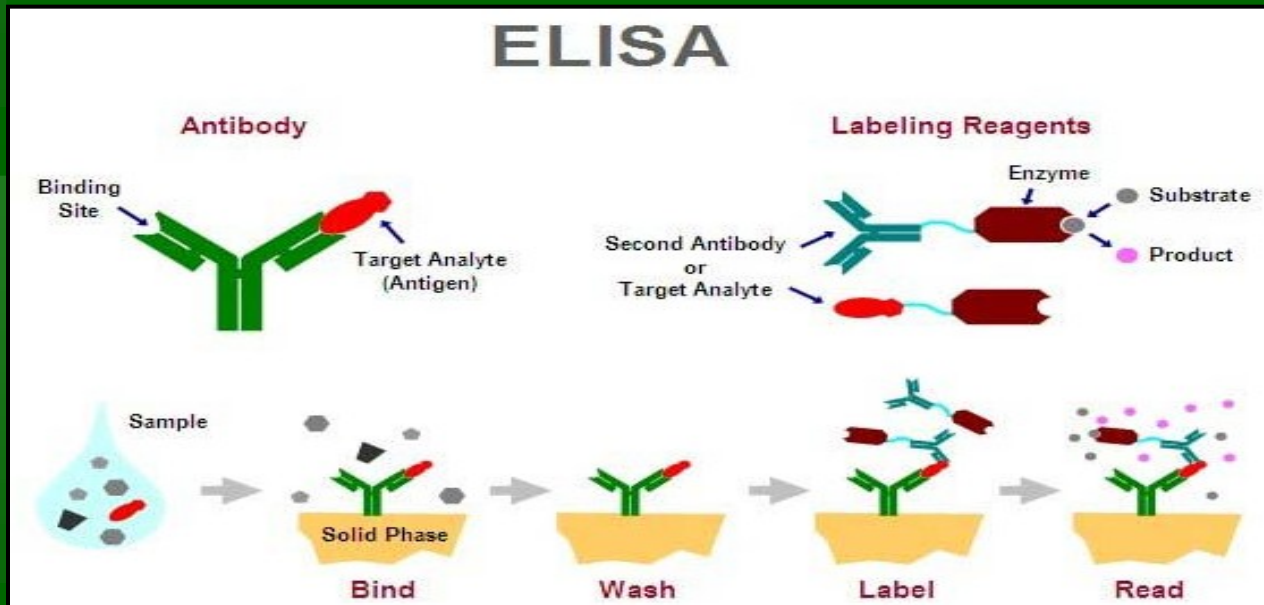 ELISA
Antibody
Binding
Site
Target Analyte
(Antigen)
Labeling Reagents
Enzyme
Substrate
Product
Second Antibody
or
Target Analyte
Sample
Solid Phase
Bind
Wash
Label
Read